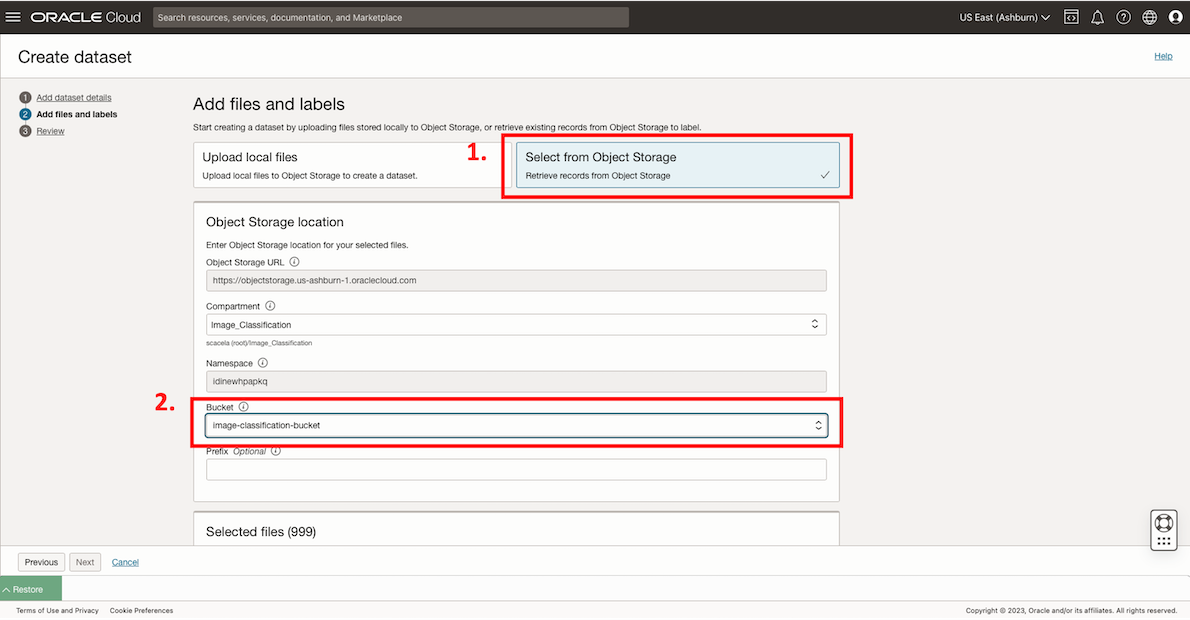 ORACLE Cloud
Search resources, services, documentation, and Marketplace
US East (Ashburn)
Create dataset
Help
1 Add dataset details
2 Add files and labels
3 Review
Add files and labels
Start creating a dataset by uploading files stored locally to Object Storage, or retrieve existing records from Object Storage to label.
1.
Upload local files
Upload local files to Object Storage to create a dataset.
Select from Object Storage
Retrieve records from Object Storage
Object Storage location
Enter Object Storage location for your selected files.
Object Storage URL
https://objectstorage.us-ashburn-1.oraclecloud.com
Compartment
Image_Classification
scacela (root)/Image_Classification
Namespace
idinewhpapkq
2.
Bucket
image-classification-bucket
Prefix Optional
Selected files (999)
Previous Next Cancel
Restore
Terms of Use and Privacy Cookie Preferences
Copyright © 2023, Oracle and/or its affiliates. All rights reserved.